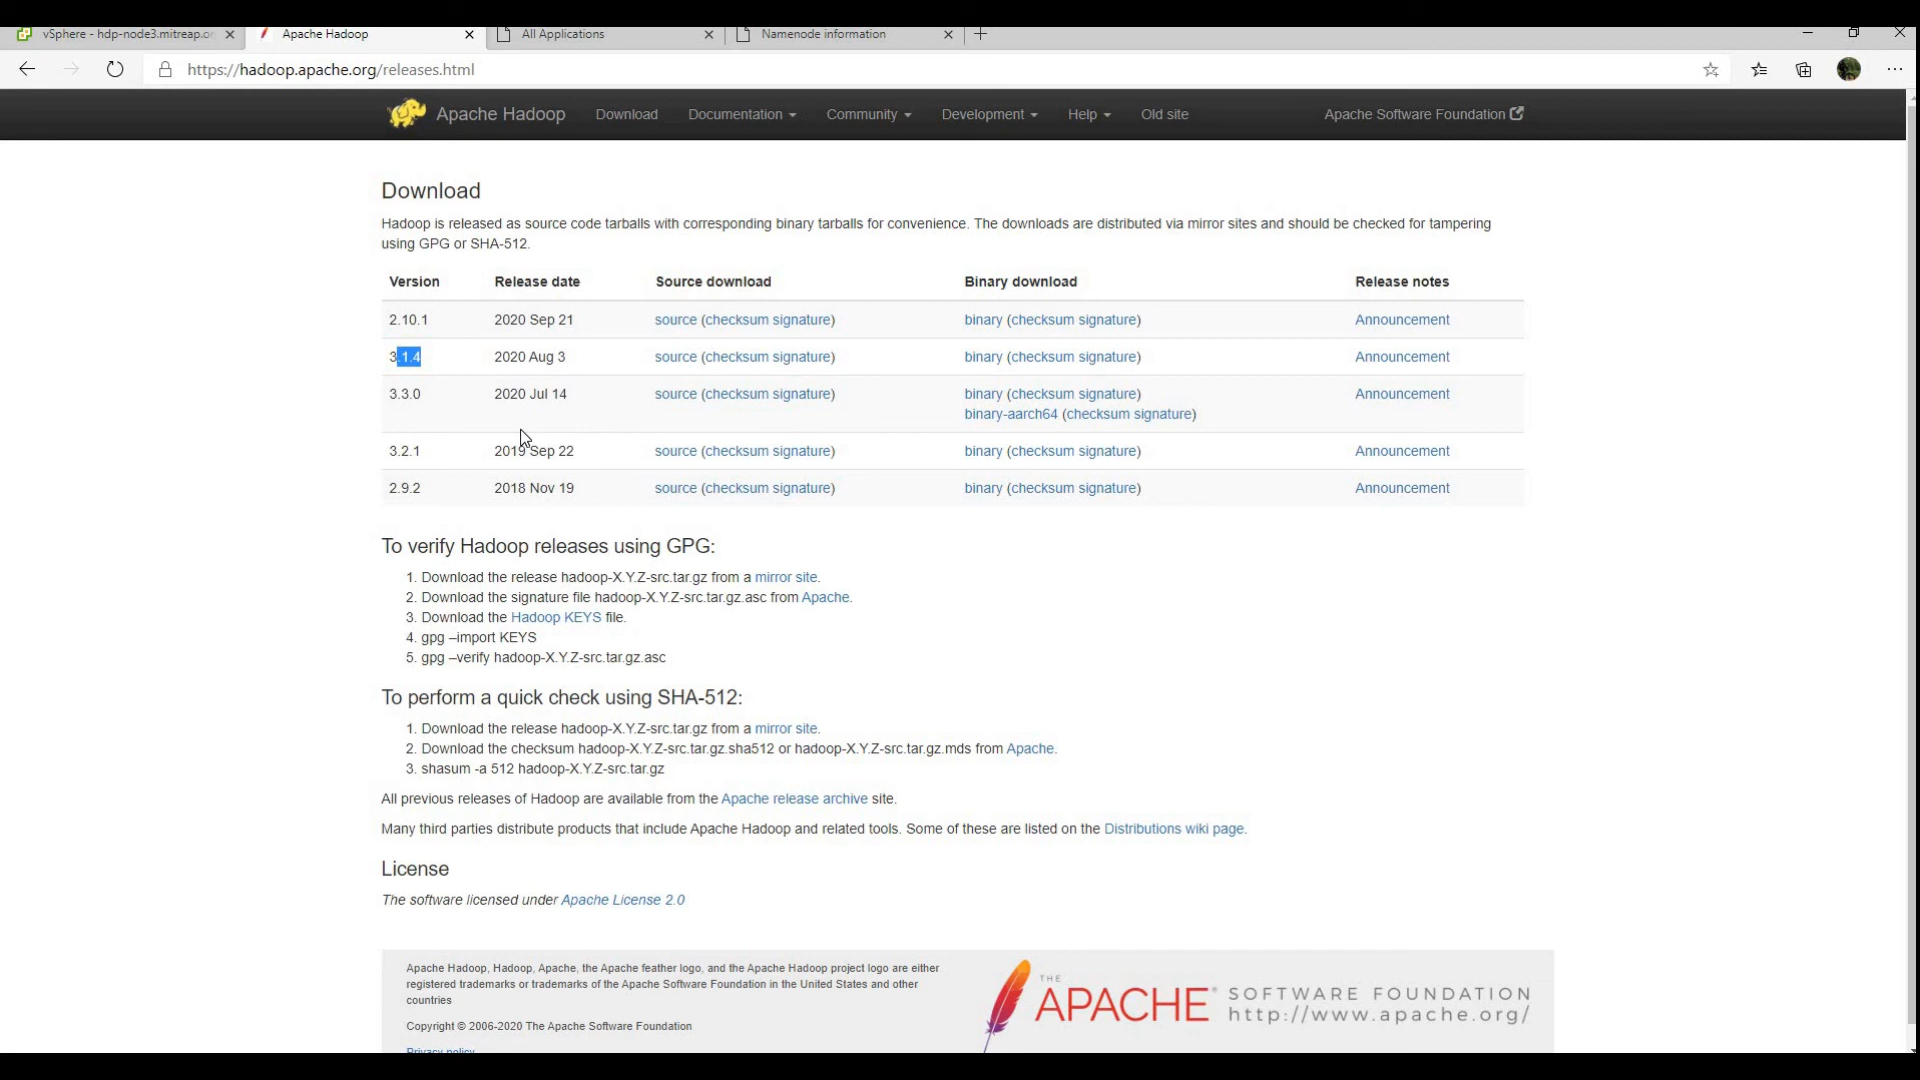 vSphere - hdp-node3.mitreap.or
Apache Hadoop
All Applications
Namenode information
https://hadoop.apache.org/releases.html
Apache Hadoop
Download
Documentation
Community
Development
Help
Old site
Apache Software Foundation
Download
Hadoop is released as source code tarballs with corresponding binary tarballs for convenience. The downloads are distributed via mirror sites and should be checked for tampering
using GPG or SHA-512.
Version Release date Source download Binary download Release notes
2.10.1 2020 Sep 21 source (checksum signature) binary (checksum signature) Announcement
3.1.4 2020 Aug 3 source (checksum signature) binary (checksum signature) Announcement
3.3.0 2020 Jul 14 source (checksum signature) binary (checksum signature) Announcement
binary-aarch64 (checksum signature)
3.2.1 2019 Sep 22 source (checksum signature) binary (checksum signature) Announcement
2.9.2 2018 Nov 19 source (checksum signature) binary (checksum signature) Announcement
To verify Hadoop releases using GPG:
1. Download the release hadoop-X.Y.Z-src.tar.gz from a mirror site.
2. Download the signature file hadoop-X.Y.Z-src.tar.gz.asc from Apache.
3. Download the Hadoop KEYS file.
4. gpg –import KEYS
5. gpg –verify hadoop-X.Y.Z-src.tar.gz.asc
To perform a quick check using SHA-512:
1. Download the release hadoop-X.Y.Z-src.tar.gz from a mirror site.
2. Download the checksum hadoop-X.Y.Z-src.tar.gz.sha512 or hadoop-X.Y.Z-src.tar.gz.mds from Apache.
3. shasum -a 512 hadoop-X.Y.Z-src.tar.gz
All previous releases of Hadoop are available from the Apache release archive site.
Many third parties distribute products that include Apache Hadoop and related tools. Some of these are listed on the Distributions wiki page.
License
The software licensed under Apache License 2.0
Apache Hadoop, Hadoop, Apache, the Apache feather logo, and the Apache Hadoop project logo are either
registered trademarks or trademarks of the Apache Software Foundation in the United States and other
countries
Copyright © 2006-2020 The Apache Software Foundation
Privacy policy
THE
APACHE® SOFTWARE FOUNDATION
http://www.apache.org/